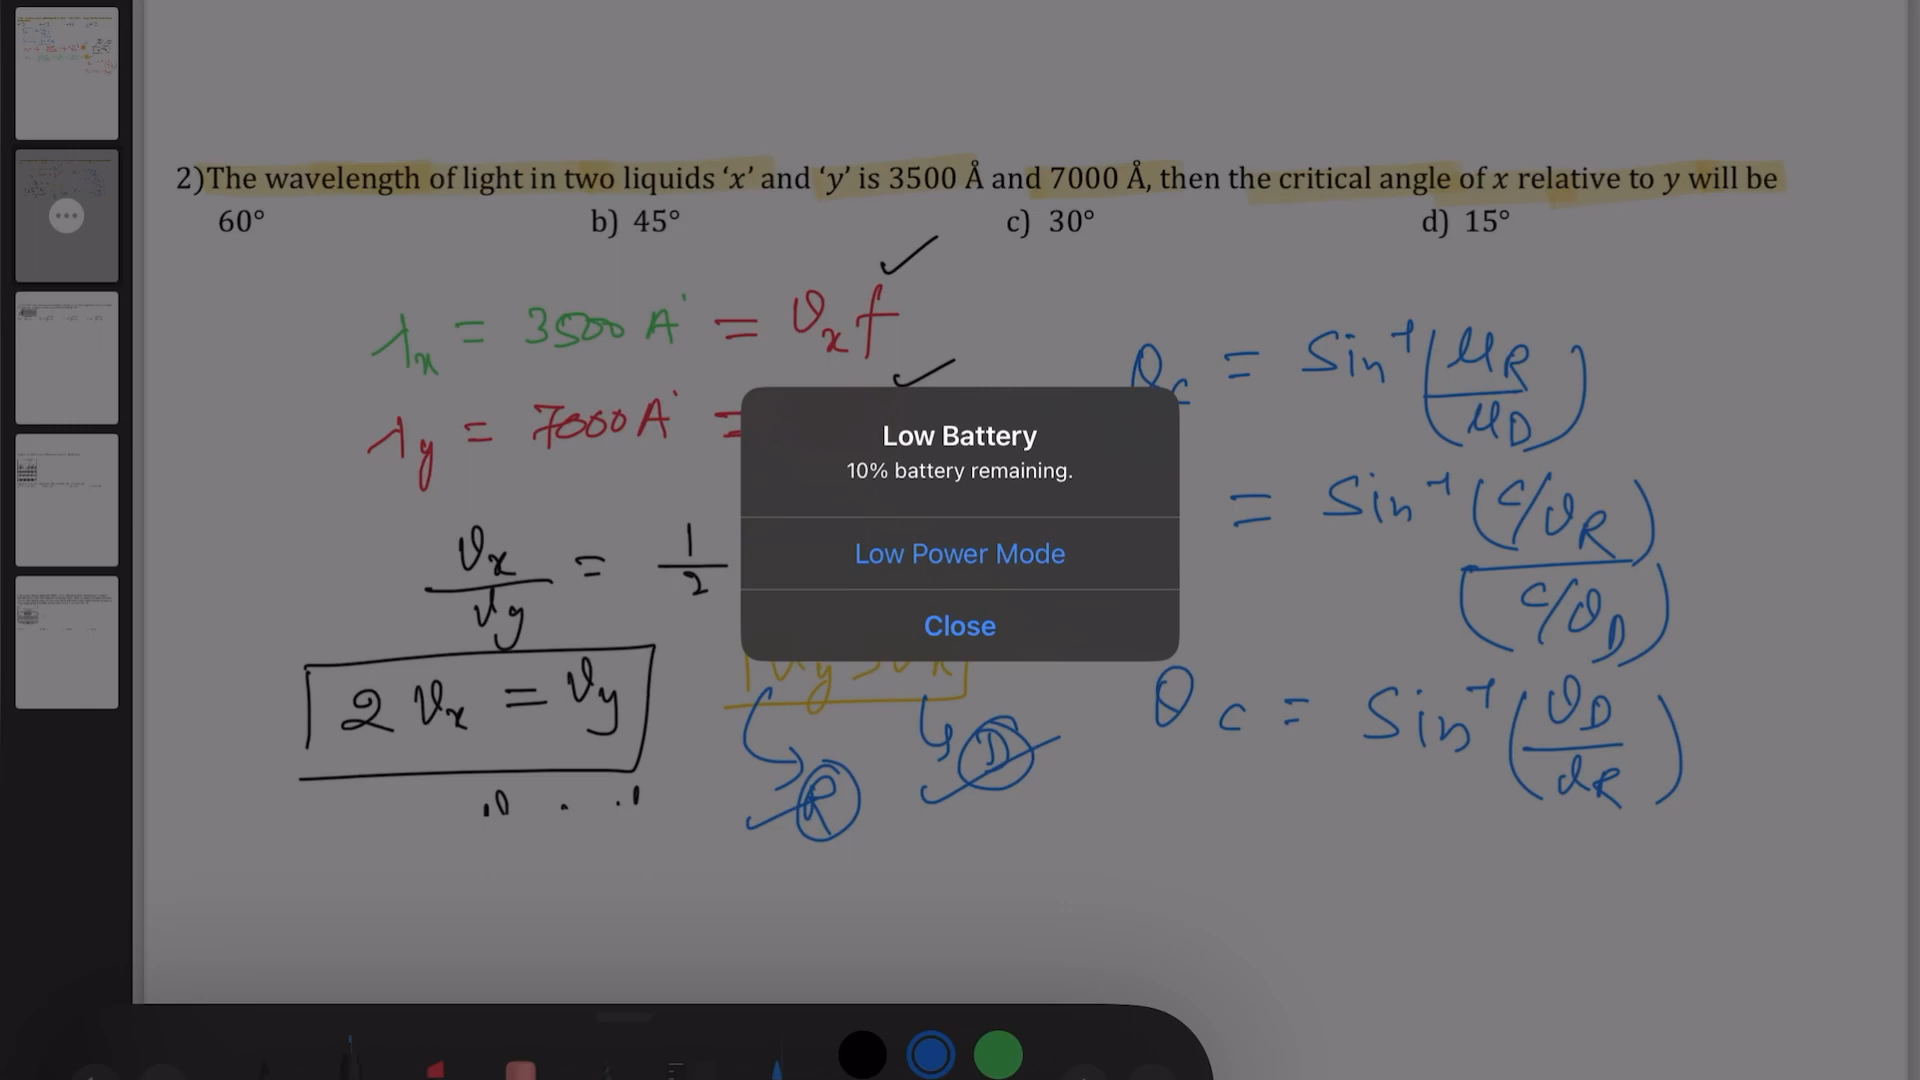 2)The wavelength of light in two liquids ‘x’ and ‘y’ is 3500 Å and 7000 Å, then the critical angle of x relative to y will be
60° b) 45° c) 30° d) 15°
λx = 3500 A° = vx f
λy = 7000 A° =
vx/vy = 1/2
2 vx = vy
R D
θc = Sin⁻¹(μR/μD)
= Sin⁻¹((c/vR)/(c/vD))
θc = Sin⁻¹(vD/vR)
Low Battery
10% battery remaining.
Low Power Mode
Close